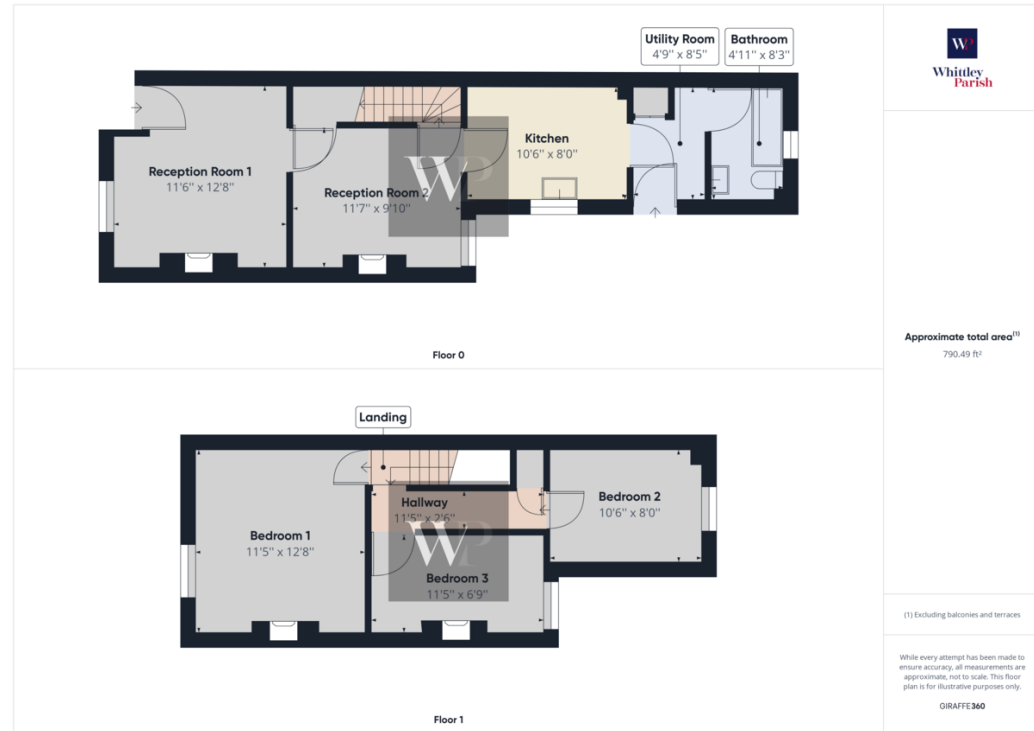 Utility Room
4'9" x 8'5"
Bathroom
4'11" x 8'3"
Reception Room 1
11'6" x 12'8"
Reception Room 2
11'7" x 9'10"
Kitchen
10'6" x 8'0"
WP
Floor 0
Landing
Hallway
11'5" x 2'6"
Bedroom 1
11'5" x 12'8"
Bedroom 2
10'6" x 8'0"
WP
Bedroom 3
11'5" x 6'9"
Floor 1
WP
Whittley
Parish
Approximate total area(1)
790.49 ft²
(1) Excluding balconies and terraces
While every attempt has been made to
ensure accuracy, all measurements are
approximate, not to scale. This floor
plan is for illustrative purposes only.
GIRAFFE360